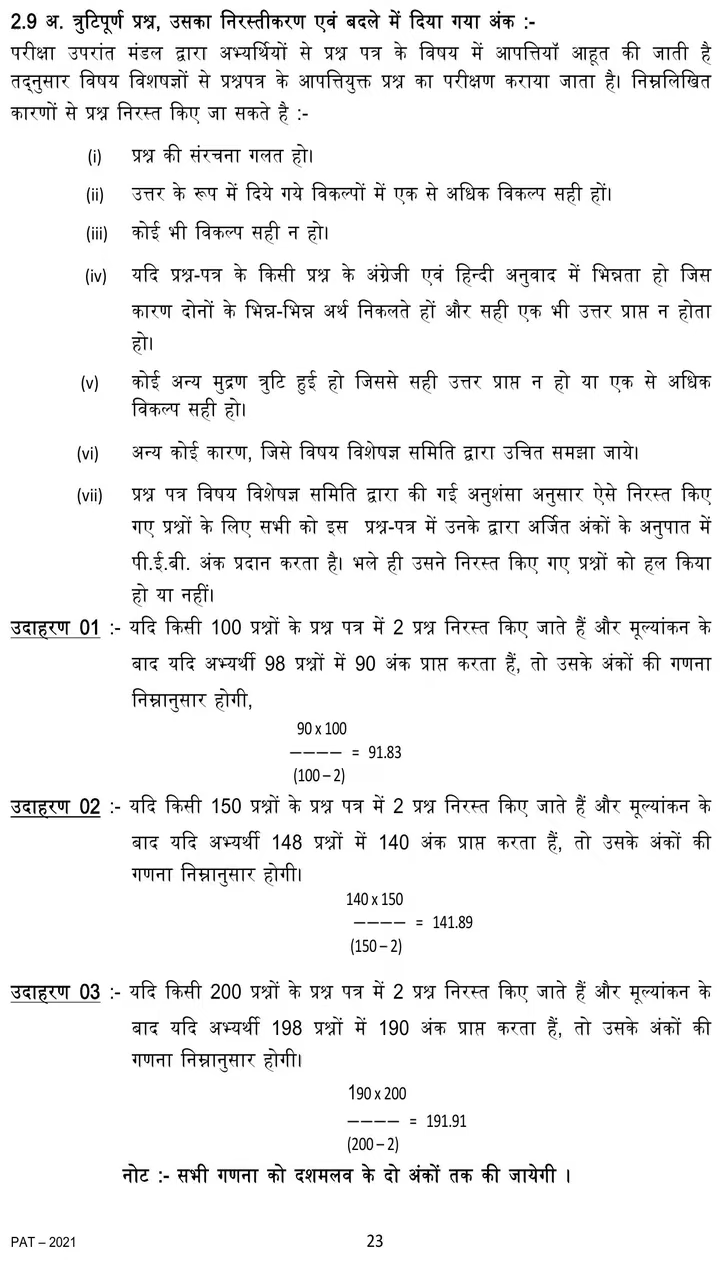 2.9 अ. त्रुटिपूर्ण प्रश्न, उसका निरस्तीकरण एवं बदले में दिया गया अंक :-
परीक्षा उपरांत मंडल द्वारा अभ्यर्थियों से प्रश्न पत्र के विषय में आपत्तियॉ आहूत की जाती है
तद्‌नुसार विषय विशषज्ञों से प्रश्नपत्र के आपत्तियुक्त प्रश्न का परीक्षण कराया जाता है। निम्नलिखित
कारणों से प्रश्न निरस्त किए जा सकते है :-
(i) प्रश्न की संरचना गलत हो।
(ii) उत्तर के रूप में दिये गये विकल्पों में एक से अधिक विकल्प सही हों।
(iii) कोई भी विकल्प सही न हो।
(iv) यदि प्रश्न-पत्र के किसी प्रश्न के अंग्रेजी एवं हिन्दी अनुवाद में भिन्नता हो जिस
कारण दोनों के भिन्न-भिन्न अर्थ निकलते हों और सही एक भी उत्तर प्राप्त न होता
हो।
(v) कोई अन्य मुद्रण त्रुटि हुई हो जिससे सही उत्तर प्राप्त न हो या एक से अधिक
विकल्प सही हो।
(vi) अन्य कोई कारण, जिसे विषय विशेषज्ञ समिति द्वारा उचित समझा जाये।
(vii) प्रश्न पत्र विषय विशेषज्ञ समिति द्वारा की गई अनुशंसा अनुसार ऐसे निरस्त किए
गए प्रश्नों के लिए सभी को इस प्रश्न-पत्र में उनके द्वारा अर्जित अंकों के अनुपात में
पी.ई.बी. अंक प्रदान करता है। भले ही उसने निरस्त किए गए प्रश्नों को हल किया
हो या नहीं।
उदाहरण 01 :- यदि किसी 100 प्रश्नों के प्रश्न पत्र में 2 प्रश्न निरस्त किए जाते हैं और मूल्यांकन के
बाद यदि अभ्यर्थी 98 प्रश्नों में 90 अंक प्राप्त करता हैं, तो उसके अंकों की गणना
निम्नानुसार होगी,
90 x 100
———— = 91.83
(100 – 2)
उदाहरण 02 :- यदि किसी 150 प्रश्नों के प्रश्न पत्र में 2 प्रश्न निरस्त किए जाते हैं और मूल्यांकन के
बाद यदि अभ्यर्थी 148 प्रश्नों में 140 अंक प्राप्त करता हैं, तो उसके अंकों की
गणना निम्नानुसार होगी।
140 x 150
———— = 141.89
(150 – 2)
उदाहरण 03 :- यदि किसी 200 प्रश्नों के प्रश्न पत्र में 2 प्रश्न निरस्त किए जाते हैं और मूल्यांकन के
बाद यदि अभ्यर्थी 198 प्रश्नों में 190 अंक प्राप्त करता हैं, तो उसके अंकों की
गणना निम्नानुसार होगी।
190 x 200
———— = 191.91
(200 – 2)
नोट :- सभी गणना को दशमलव के दो अंकों तक की जायेगी ।
PAT – 2021 23